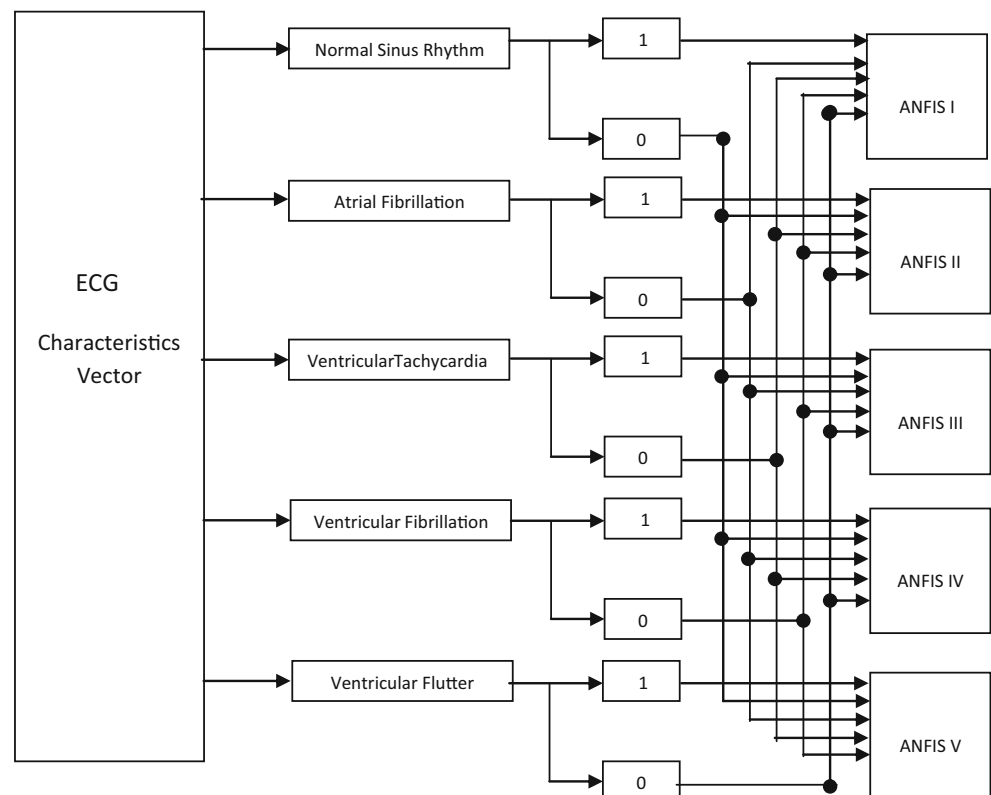 ECG
Characteristics
Vector
Normal Sinus Rhythm
1
0
ANFIS I
Atrial Fibrillation
1
0
ANFIS II
VentricularTachycardia
1
0
ANFIS III
Ventricular Fibrillation
1
0
ANFIS IV
Ventricular Flutter
1
0
ANFIS V